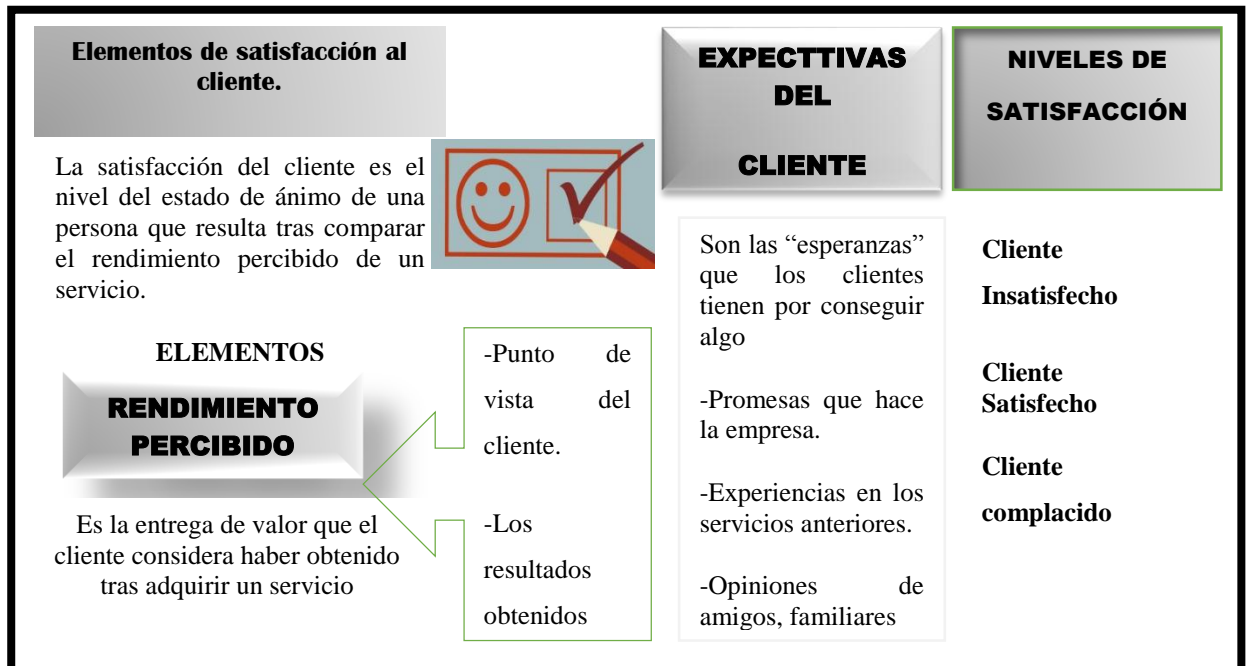 Elementos de satisfacción al
cliente.
La satisfacción del cliente es el
nivel del estado de ánimo de una
persona que resulta tras comparar
el rendimiento percibido de un
servicio.
ELEMENTOS
RENDIMIENTO
PERCIBIDO
Es la entrega de valor que el
cliente considera haber obtenido
tras adquirir un servicio
-Punto de
vista del
cliente.
-Los
resultados
obtenidos
EXPECTTIVAS
DEL
CLIENTE
Son las “esperanzas”
que los clientes
tienen por conseguir
algo
-Promesas que hace
la empresa.
-Experiencias en los
servicios anteriores.
-Opiniones de
amigos, familiares
NIVELES DE
SATISFACCIÓN
Cliente
Insatisfecho
Cliente
Satisfecho
Cliente
complacido